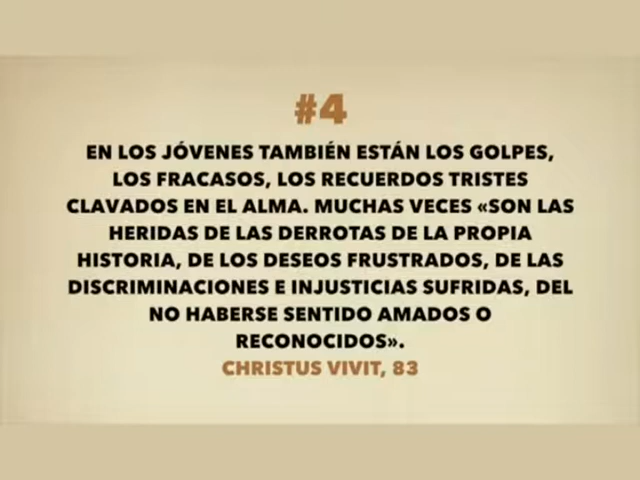 #4
EN LOS JÓVENES TAMBIÉN ESTÁN LOS GOLPES,
LOS FRACASOS, LOS RECUERDOS TRISTES
CLAVADOS EN EL ALMA. MUCHAS VECES «SON LAS
HERIDAS DE LAS DERROTAS DE LA PROPIA
HISTORIA, DE LOS DESEOS FRUSTRADOS, DE LAS
DISCRIMINACIONES E INJUSTICIAS SUFRIDAS, DEL
NO HABERSE SENTIDO AMADOS O
RECONOCIDOS».
CHRISTUS VIVIT, 83